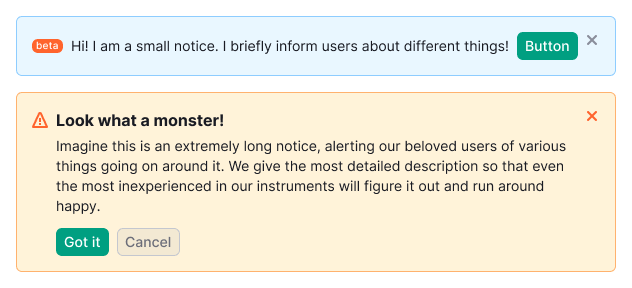 beta Hi! I am a small notice. I briefly inform users about different things! Button
Look what a monster!
Imagine this is an extremely long notice, alerting our beloved users of various
things going on around it. We give the most detailed description so that even
the most inexperienced in our instruments will figure it out and run around
happy.
Got it Cancel